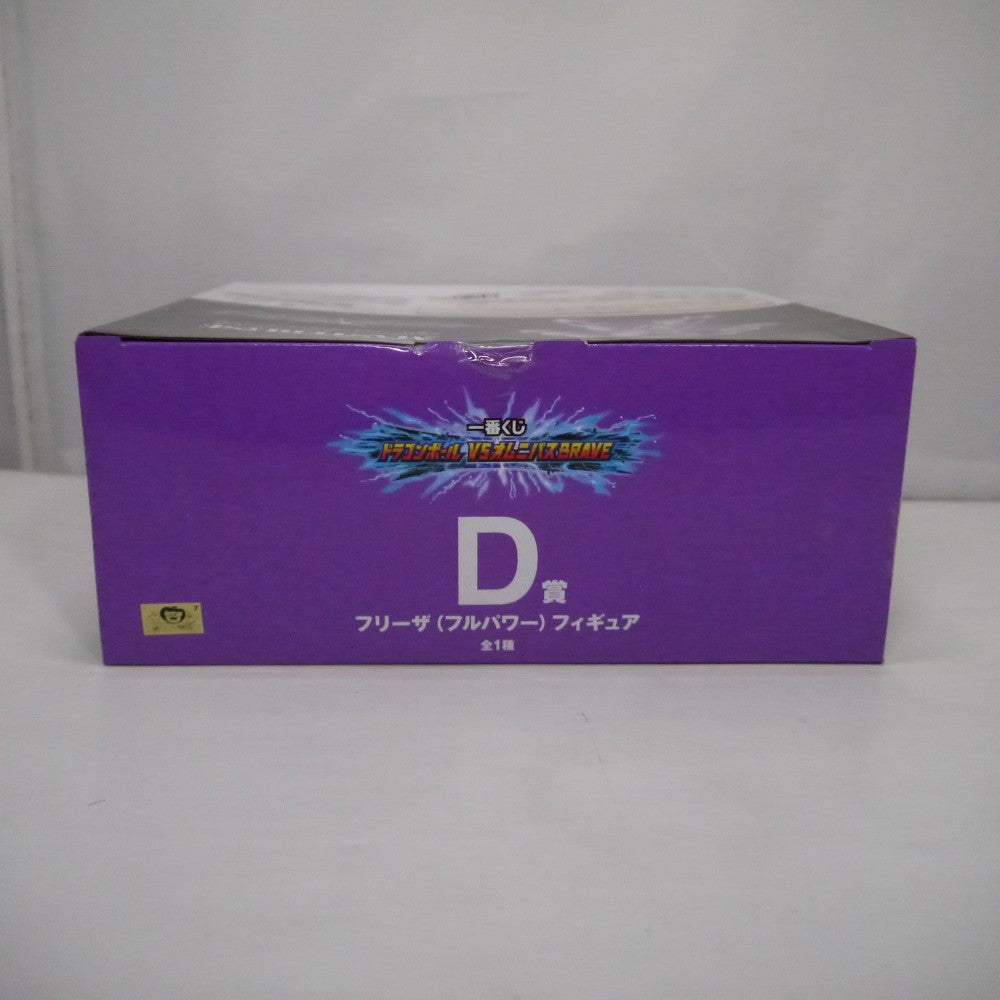 一番くじ
ドラゴンボール VSオムニバスBRAVE
D賞
フリーザ（フルパワー）フィギュア
全1種